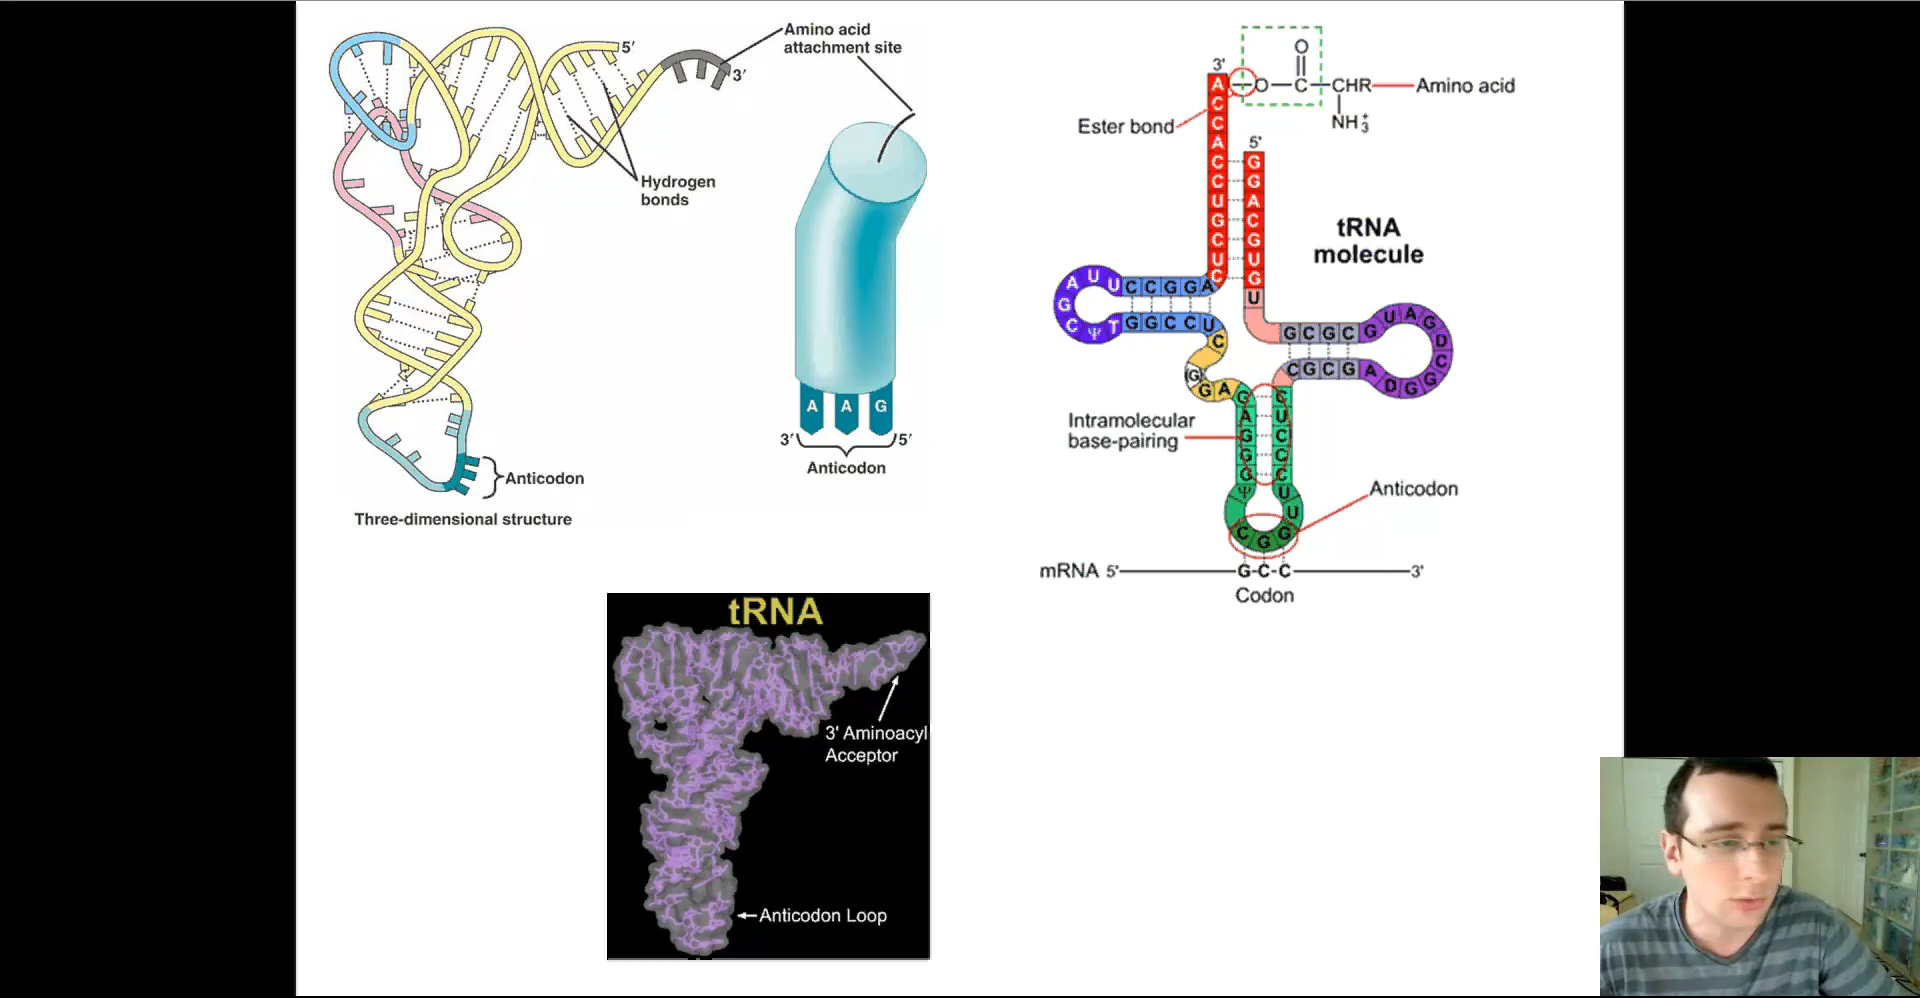 5′
Amino acid
attachment site
3′
Hydrogen
bonds
A A G
3′ 5′
Anticodon
Anticodon
Three-dimensional structure
tRNA
3' Aminoacyl
Acceptor
Anticodon Loop
3'
O
O C CHR Amino acid
NH3+
Ester bond
5'
A C C A C C U G C U C
G G A C G U G U
tRNA
molecule
A U U C C G G A
G
C Ψ T G G C C U C
G G A G
G C G C G U A G D C G G D A G C G C
Intramolecular
base-pairing
A G G G Ψ
C U C C C U U
Anticodon
C G G
mRNA 5' G-C-C 3'
Codon